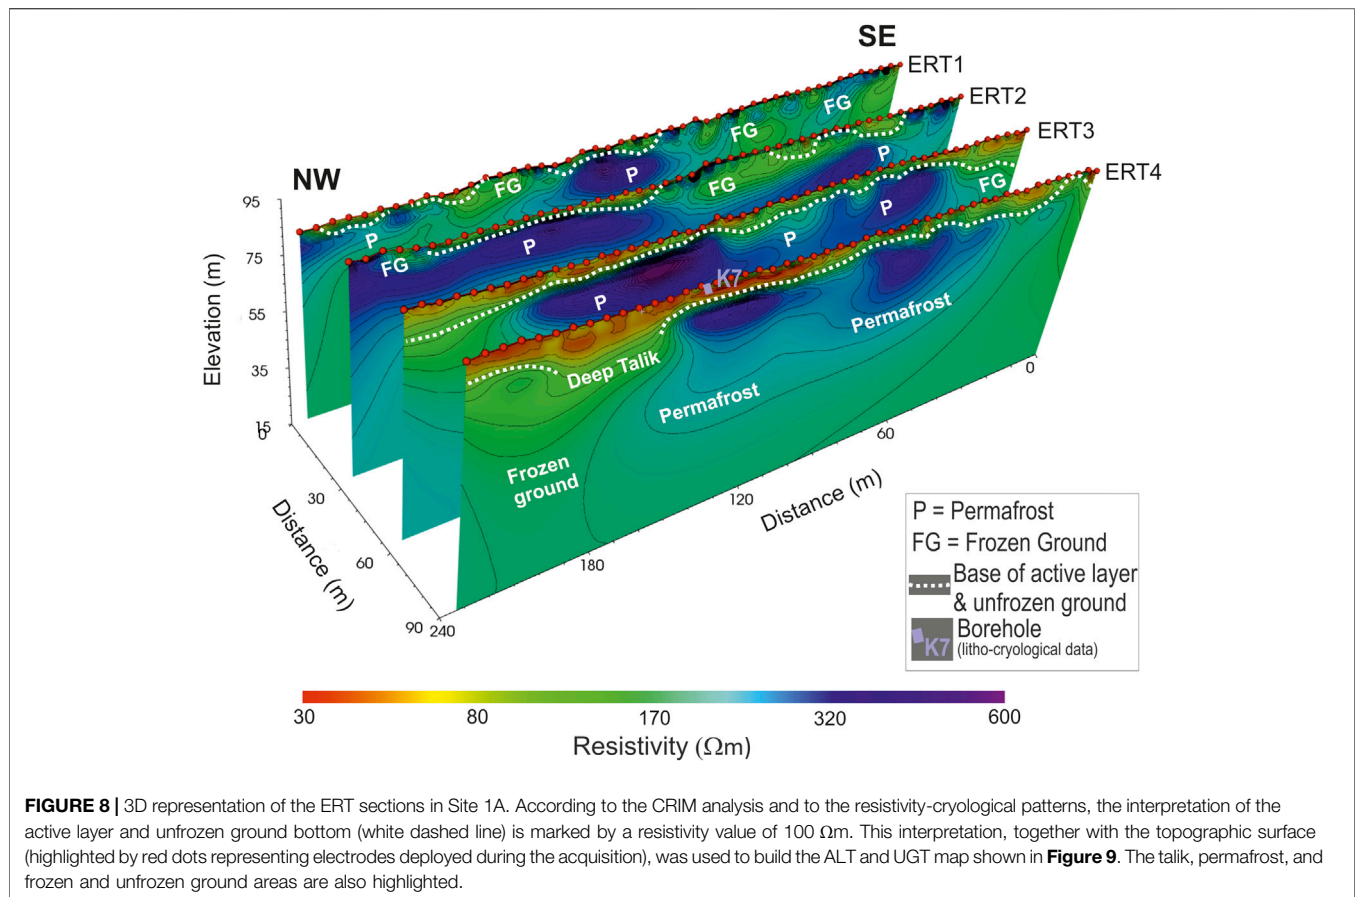 SE
ERT1
ERT2
ERT3
ERT4
NW
FG
FG
FG
P
P
FG
P
P
FG
P
FG
P
P
P
K7
Permafrost
Deep Talik
Permafrost
Frozen
ground
Elevation (m)
95
75
55
35
15
0
30
60
90
Distance (m)
240
180
120
60
0
Distance (m)
P = Permafrost
FG = Frozen Ground
Base of active layer
& unfrozen ground
Borehole
K7 (litho-cryological data)
30 80 170 320 600
Resistivity (Ωm)
FIGURE 8 | 3D representation of the ERT sections in Site 1A. According to the CRIM analysis and to the resistivity-cryological patterns, the interpretation of the
active layer and unfrozen ground bottom (white dashed line) is marked by a resistivity value of 100 Ωm. This interpretation, together with the topographic surface
(highlighted by red dots representing electrodes deployed during the acquisition), was used to build the ALT and UGT map shown in Figure 9. The talik, permafrost, and
frozen and unfrozen ground areas are also highlighted.